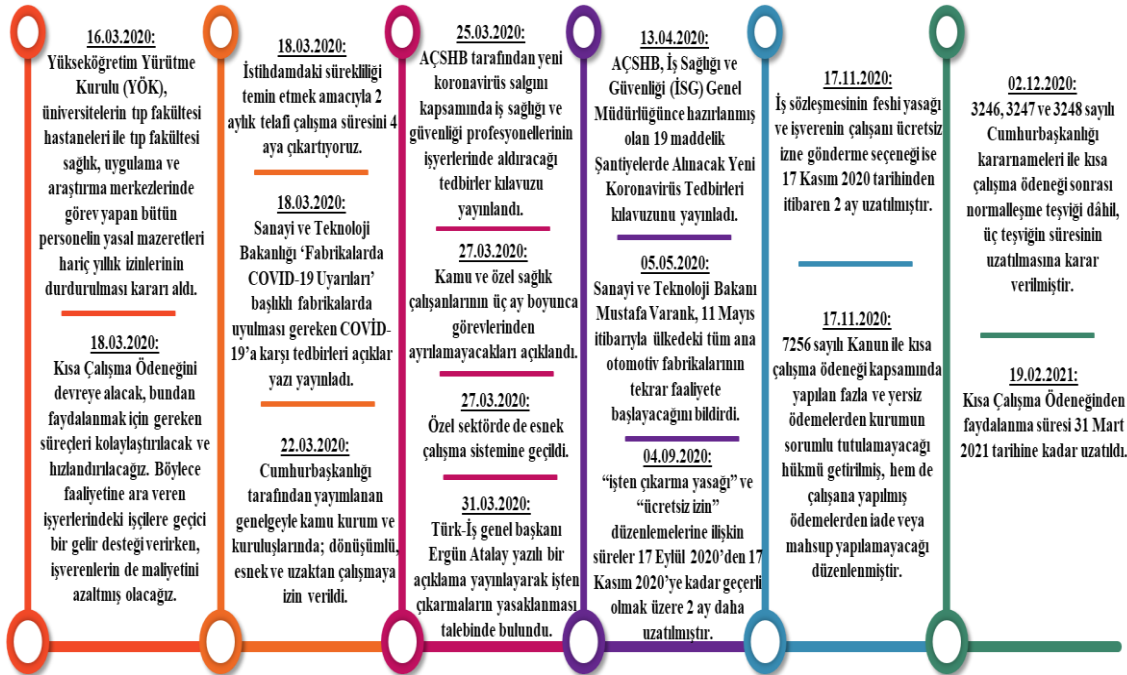 16.03.2020:
Yükseköğretim Yürütme
Kurulu (YÖK),
üniversitelerin tıp fakültesi
hastaneleri ile tıp fakültesi
sağlık, uygulama ve
araştırma merkezlerinde
görev yapan bütün
personelin yasal mazeretleri
hariç yıllık izinlerinin
durdurulması kararı aldı.
18.03.2020:
Kısa Çalışma Ödeneğini
devreye alacak, bundan
faydalanmak için gereken
süreçleri kolaylaştırılacak ve
hızlandırılacağız. Böylece
faaliyetine ara veren
işyerlerindeki işçilere geçici
bir gelir desteği verirken,
işverenlerin de maliyetini
azaltmış olacağız.
18.03.2020:
İstihdamdaki sürekliliği
temin etmek amacıyla 2
aylık telafi çalışma süresini 4
aya çıkartıyoruz.
18.03.2020:
Sanayi ve Teknoloji
Bakanlığı ‘Fabrikalarda
COVID-19 Uyarıları’
başlıklı fabrikalarda
uyulması gereken COVİD-
19’a karşı tedbirleri açıklar
yazı yayınladı.
22.03.2020:
Cumhurbaşkanlığı
tarafından yayımlanan
genelgeyle kamu kurum ve
kuruluşlarında; dönüşümlü,
esnek ve uzaktan çalışmaya
izin verildi.
25.03.2020:
AÇSHB tarafından yeni
koronavirüs salgını
kapsamında iş sağlığı ve
güvenliği profesyonellerinin
işyerlerinde aldıracağı
tedbirler kılavuzu
yayınlandı.
27.03.2020:
Kamu ve özel sağlık
çalışanlarının üç ay boyunca
görevlerinden
ayrılamayacakları açıklandı.
27.03.2020:
Özel sektörde de esnek
çalışma sistemine geçildi.
31.03.2020:
Türk-İş genel başkanı
Ergün Atalay yazılı bir
açıklama yayınlayarak işten
çıkarmaların yasaklanması
talebinde bulundu.
13.04.2020:
AÇSHB, İş Sağlığı ve
Güvenliği (İSG) Genel
Müdürlüğünce hazırlanmış
olan 19 maddelik
Şantiyelerde Alınacak Yeni
Koronavirüs Tedbirleri
kılavuzunu yayınladı.
05.05.2020:
Sanayi ve Teknoloji Bakanı
Mustafa Varank, 11 Mayıs
itibarıyla ülkedeki tüm ana
otomotiv fabrikalarının
tekrar faaliyete
başlayacağını bildirdi.
04.09.2020:
“işten çıkarma yasağı” ve
“ücretsiz izin”
düzenlemelerine ilişkin
süreler 17 Eylül 2020’den 17
Kasım 2020’ye kadar geçerli
olmak üzere 2 ay daha
uzatılmıştır.
17.11.2020:
İş sözleşmesinin feshi yasağı
ve işverenin çalışanı ücretsiz
izne gönderme seçeneği ise
17 Kasım 2020 tarihinden
itibaren 2 ay uzatılmıştır.
17.11.2020:
7256 sayılı Kanun ile kısa
çalışma ödeneği kapsamında
yapılan fazla ve yersiz
ödemelerden kurumun
sorumlu tutulamayacağı
hükmü getirilmiş, hem de
çalışana yapılmış
ödemelerden iade veya
mahsup yapılamayacağı
düzenlenmiştir.
02.12.2020:
3246, 3247 ve 3248 sayılı
Cumhurbaşkanlığı
kararnameleri ile kısa
çalışma ödeneği sonrası
normalleşme teşviği dâhil,
üç teşviğin süresinin
uzatılmasına karar
verilmiştir.
19.02.2021:
Kısa Çalışma Ödeneğinden
faydalanma süresi 31 Mart
2021 tarihine kadar uzatıldı.